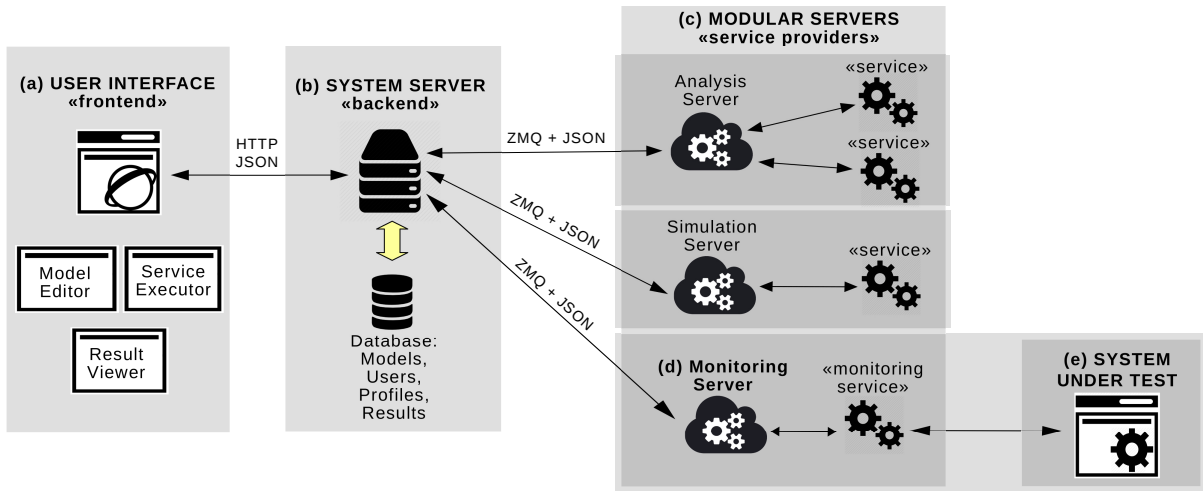 (a) USER INTERFACE
«frontend»
HTTP
JSON
Model
Editor
Service
Executor
Result
Viewer
(b) SYSTEM SERVER
«backend»
Database:
Models,
Users,
Profiles,
Results
ZMQ + JSON
ZMQ + JSON
ZMQ + JSON
(c) MODULAR SERVERS
«service providers»
Analysis
Server
«service»
«service»
Simulation
Server
«service»
(d) Monitoring
Server
«monitoring
service»
(e) SYSTEM
UNDER TEST